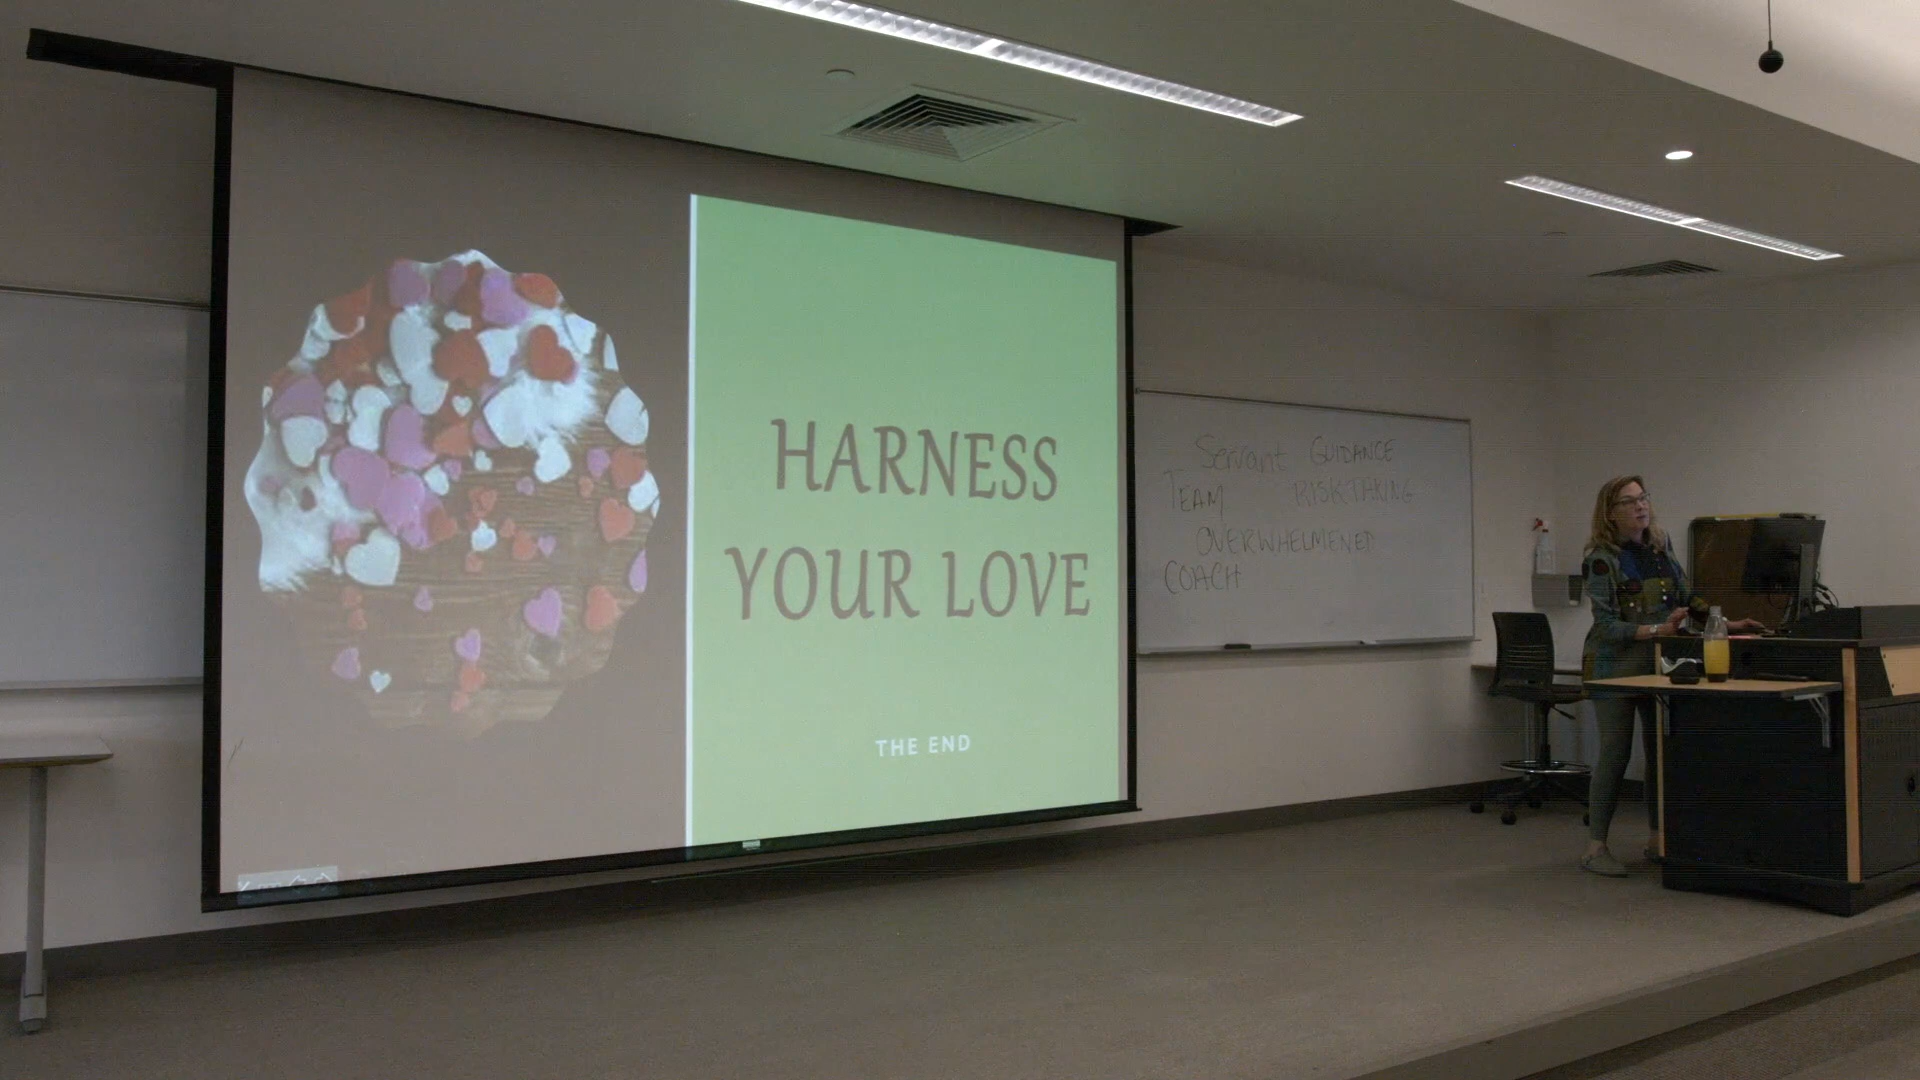 HARNESS
YOUR LOVE
THE END
Servant GUIDANCE
TEAM RISKTAKING
OVERWHELMENED
COACH